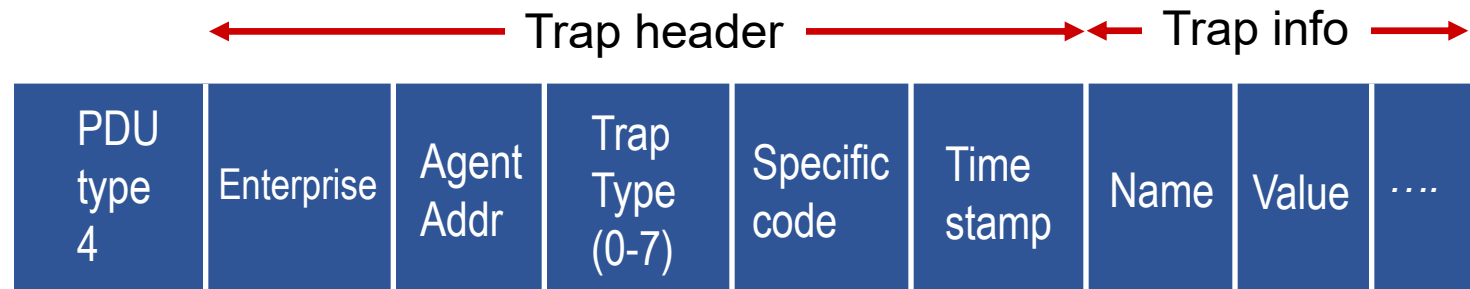 Trap header
Trap info
PDU
type
4
Enterprise
Agent
Addr
Trap
Type
(0-7)
Specific
code
Time
stamp
Name
Value
....